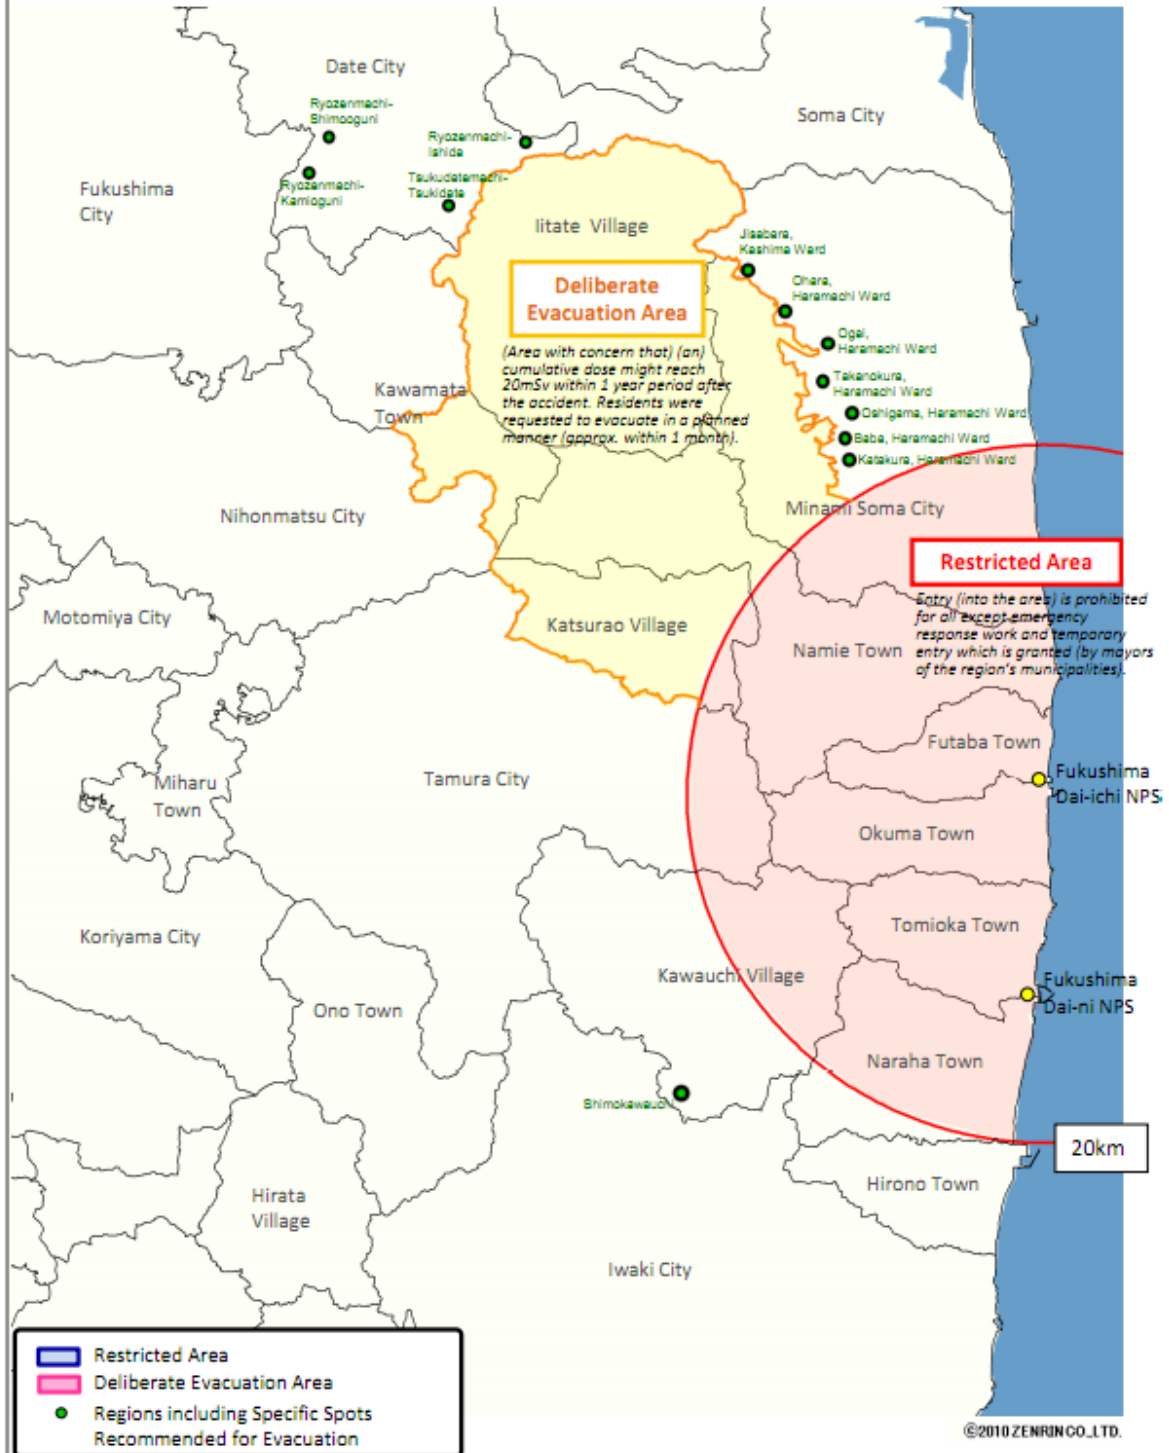 Date City
Soma City
Ryozenmachi-
Shimooguni
Ryozenmachi-
Ishida
Ryozenmachi-
Kamioguni
Tsukudatemachi-
Tsukidate
Fukushima
City
Iitate Village
Jisabara,
Kashima Ward
Deliberate
Evacuation Area
Ohara,
Haramachi Ward
Ogai,
Haramachi Ward
(Area with concern that) (an)
cumulative dose might reach
20mSv within 1 year period after
the accident. Residents were
requested to evacuate in a planned
manner (approx. within 1 month).
Takanokura,
Haramachi Ward
Kawamata
Town
Oshigama, Haramachi Ward
Baba, Haramachi Ward
Katakura, Haramachi Ward
Nihonmatsu City
Minami Soma City
Restricted Area
Entry (into the area) is prohibited
for all except emergency
response work and temporary
entry which is granted (by mayors
of the region's municipalities).
Motomiya City
Katsurao Village
Namie Town
Futaba Town
Fukushima
Dai-ichi NPS
Miharu
Town
Tamura City
Okuma Town
Koriyama City
Tomioka Town
Kawauchi Village
Fukushima
Dai-ni NPS
Ono Town
Naraha Town
Shimokawauchi
20km
Hirono Town
Hirata
Village
Iwaki City
Restricted Area
Deliberate Evacuation Area
Regions including Specific Spots
Recommended for Evacuation
©2010 ZENRIN CO., LTD.